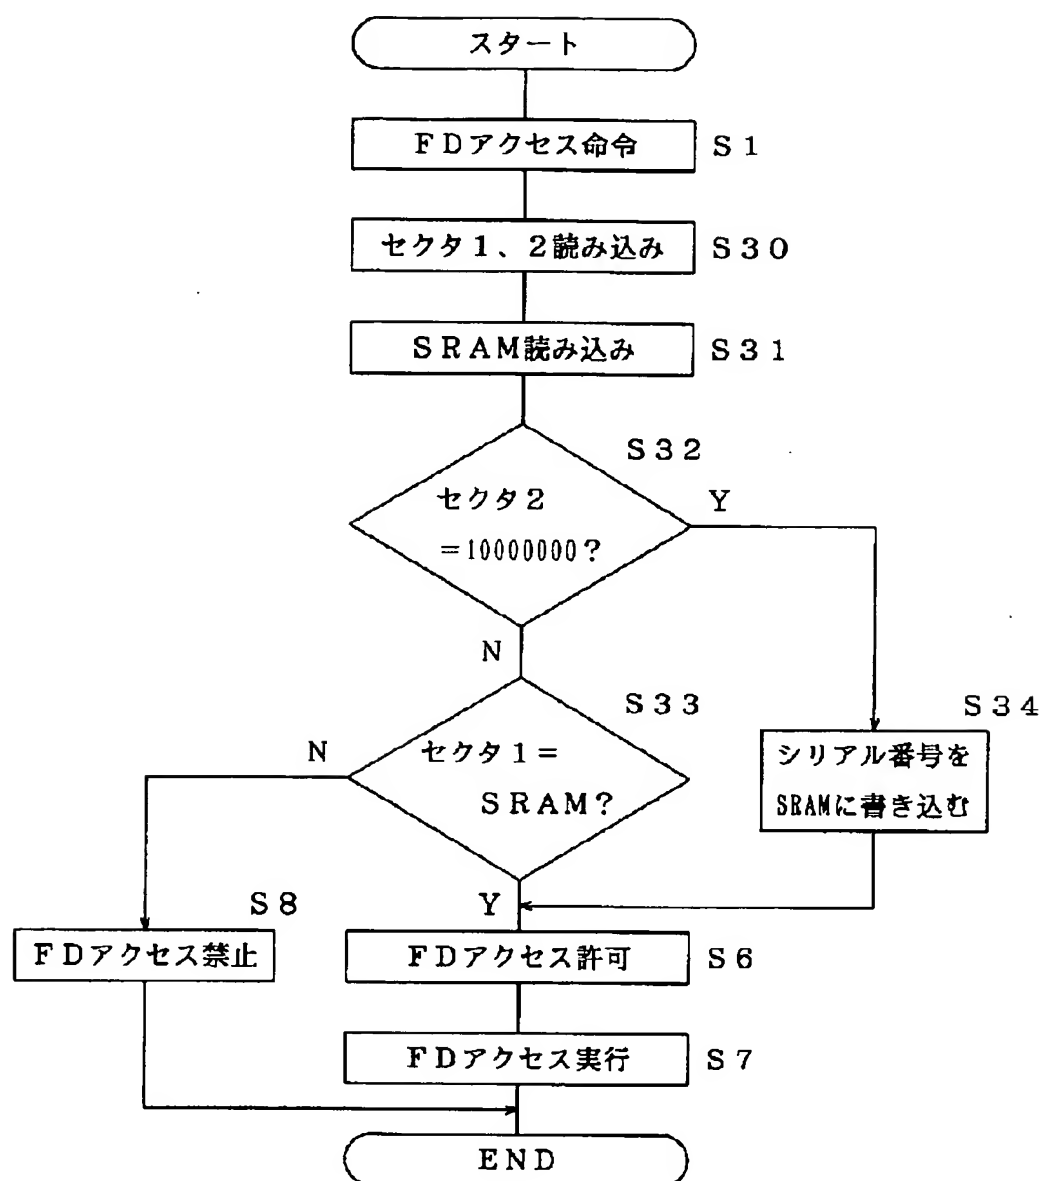 スタート
FDアクセス命令 S1
セクタ1、2読み込み S30
SRAM読み込み S31
S32
セクタ2
=10000000?
Y
N
S33
セクタ1=
SRAM?
N
S34
シリアル番号を
SRAMに書き込む
Y
S8
FDアクセス禁止
FDアクセス許可 S6
FDアクセス実行 S7
END